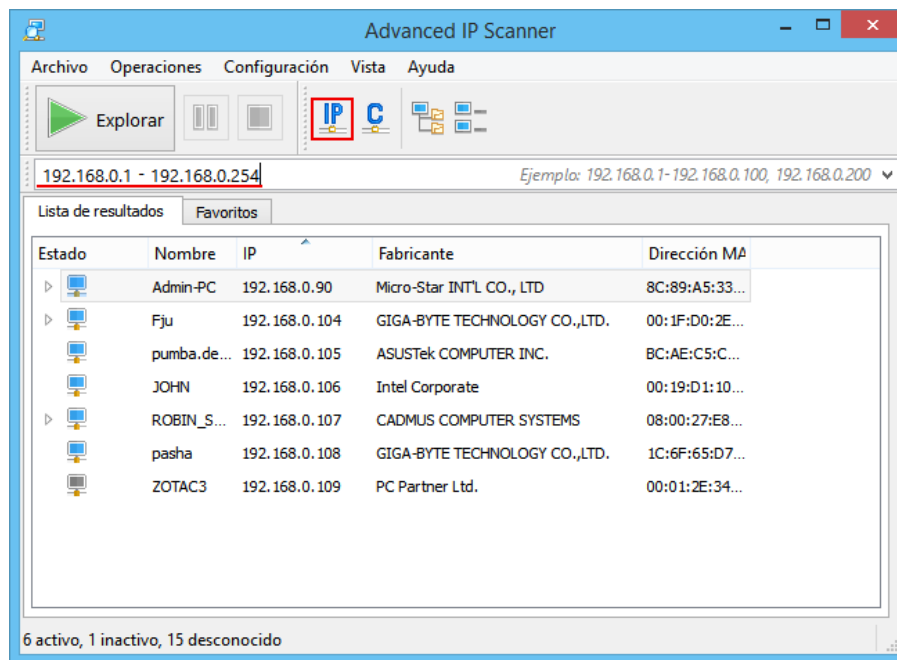 Advanced IP Scanner
Archivo Operaciones Configuración Vista Ayuda
Explorar IP C
192.168.0.1 - 192.168.0.254 Ejemplo: 192.168.0.1-192.168.0.100, 192.168.0.200
Lista de resultados Favoritos
Estado Nombre IP Fabricante Dirección MA
Admin-PC 192.168.0.90 Micro-Star INT'L CO., LTD 8C:89:A5:33...
Fju 192.168.0.104 GIGA-BYTE TECHNOLOGY CO.,LTD. 00:1F:D0:2E...
pumba.de... 192.168.0.105 ASUSTek COMPUTER INC. BC:AE:C5:C...
JOHN 192.168.0.106 Intel Corporate 00:19:D1:10...
ROBIN_S... 192.168.0.107 CADMUS COMPUTER SYSTEMS 08:00:27:E8...
pasha 192.168.0.108 GIGA-BYTE TECHNOLOGY CO.,LTD. 1C:6F:65:D7...
ZOTAC3 192.168.0.109 PC Partner Ltd. 00:01:2E:34...
6 activo, 1 inactivo, 15 desconocido